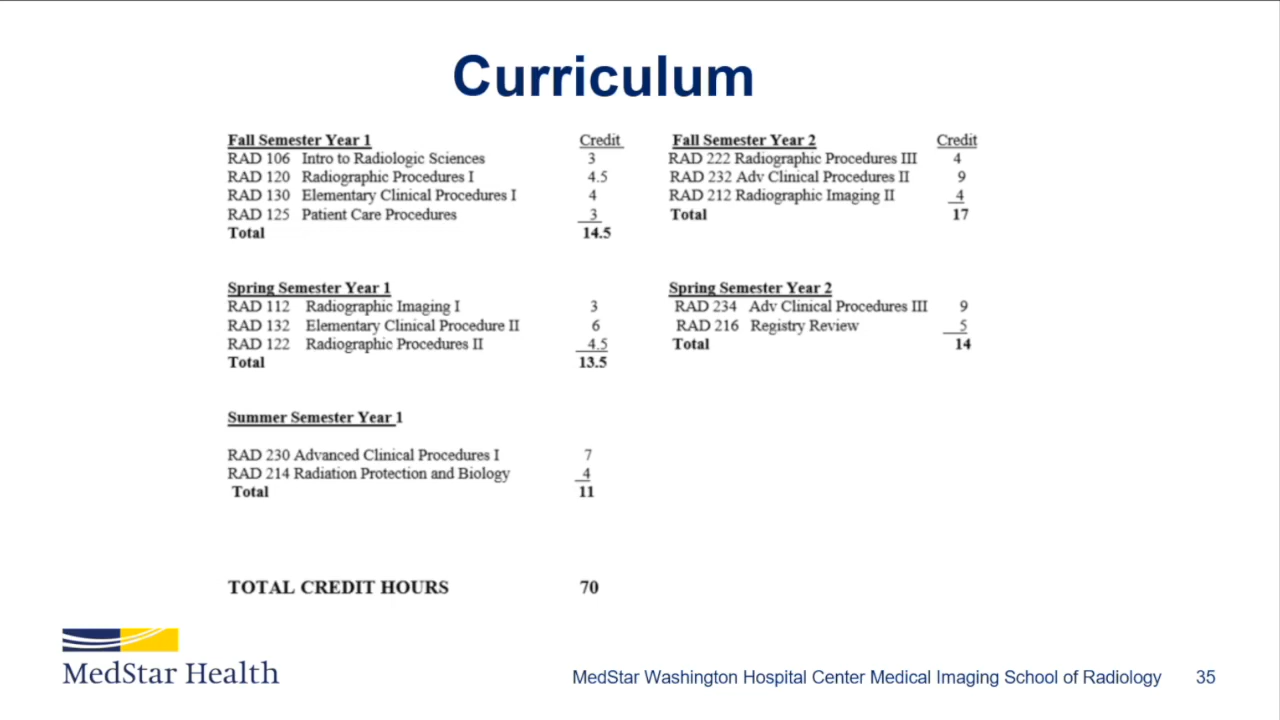 Curriculum
Fall Semester Year 1 Credit
RAD 106 Intro to Radiologic Sciences 3
RAD 120 Radiographic Procedures I 4.5
RAD 130 Elementary Clinical Procedures I 4
RAD 125 Patient Care Procedures 3
Total 14.5
Spring Semester Year 1
RAD 112 Radiographic Imaging I 3
RAD 132 Elementary Clinical Procedure II 6
RAD 122 Radiographic Procedures II 4.5
Total 13.5
Summer Semester Year 1
RAD 230 Advanced Clinical Procedures I 7
RAD 214 Radiation Protection and Biology 4
Total 11
TOTAL CREDIT HOURS 70
Fall Semester Year 2 Credit
RAD 222 Radiographic Procedures III 4
RAD 232 Adv Clinical Procedures II 9
RAD 212 Radiographic Imaging II 4
Total 17
Spring Semester Year 2
RAD 234 Adv Clinical Procedures III 9
RAD 216 Registry Review 5
Total 14
MedStar Health
MedStar Washington Hospital Center Medical Imaging School of Radiology 35